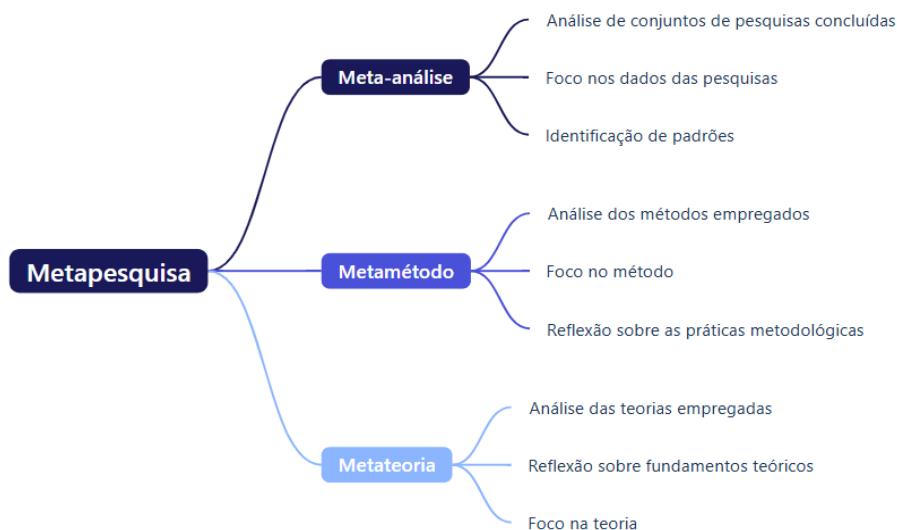 Metapesquisa
Meta-análise
Análise de conjuntos de pesquisas concluídas
Foco nos dados das pesquisas
Identificação de padrões
Metamétodo
Análise dos métodos empregados
Foco no método
Reflexão sobre as práticas metodológicas
Metateoria
Análise das teorias empregadas
Reflexão sobre fundamentos teóricos
Foco na teoria